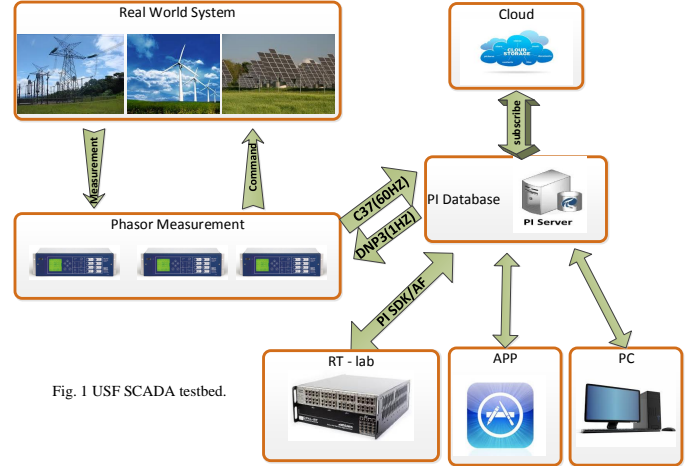 Real World System
Cloud
CLOUD
STORAGE
Measurement
Command
subscribe
Phasor Measurement
C37(60HZ)
DNP3(1HZ)
PI Database
PI Server
PI SDK/AF
RT - lab
APP
PC
Fig. 1 USF SCADA testbed.